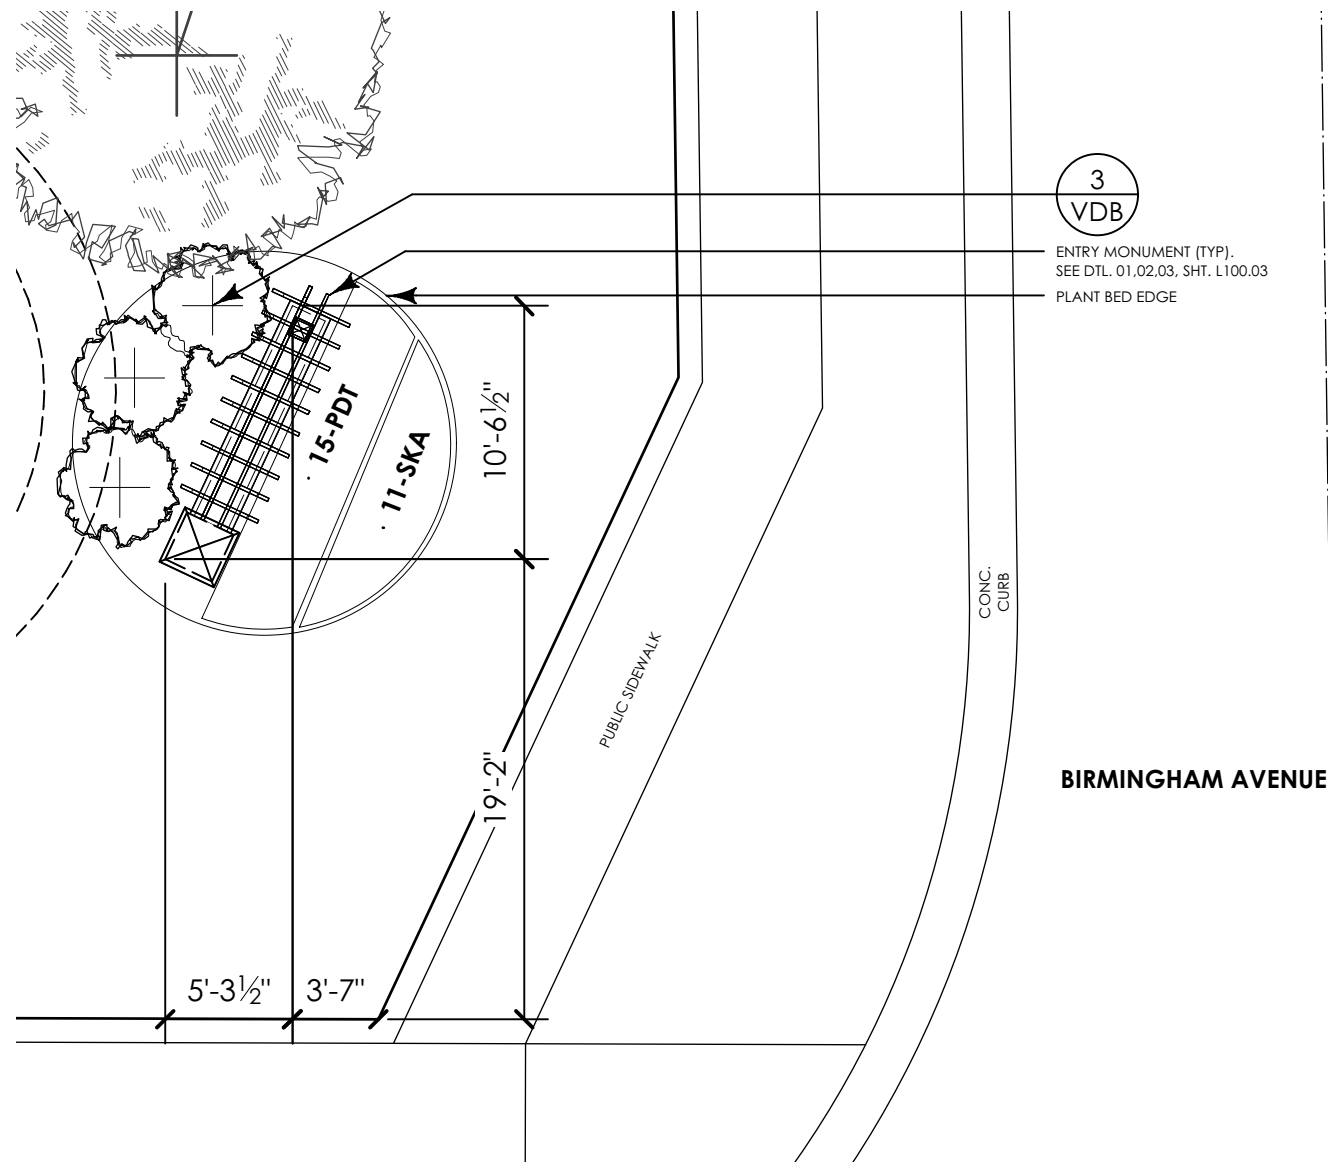 3
VDB
ENTRY MONUMENT (TYP).
SEE DTL. 01,02,03, SHT. L100.03
PLANT BED EDGE
15-PDT
11-SKA
10'-6½"
CONC.
CURB
PUBLIC SIDEWALK
19'-2"
BIRMINGHAM AVENUE
5'-3½"
3'-7"